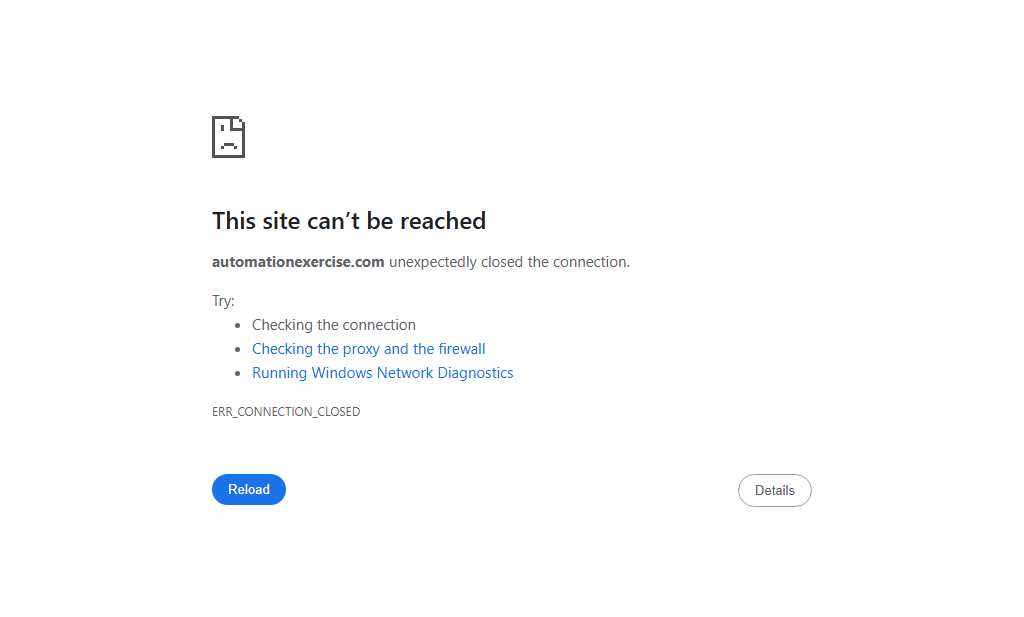 This site can’t be reached
automationexercise.com unexpectedly closed the connection.
Try:
Checking the connection
Checking the proxy and the firewall
Running Windows Network Diagnostics
ERR_CONNECTION_CLOSED
Reload
Details